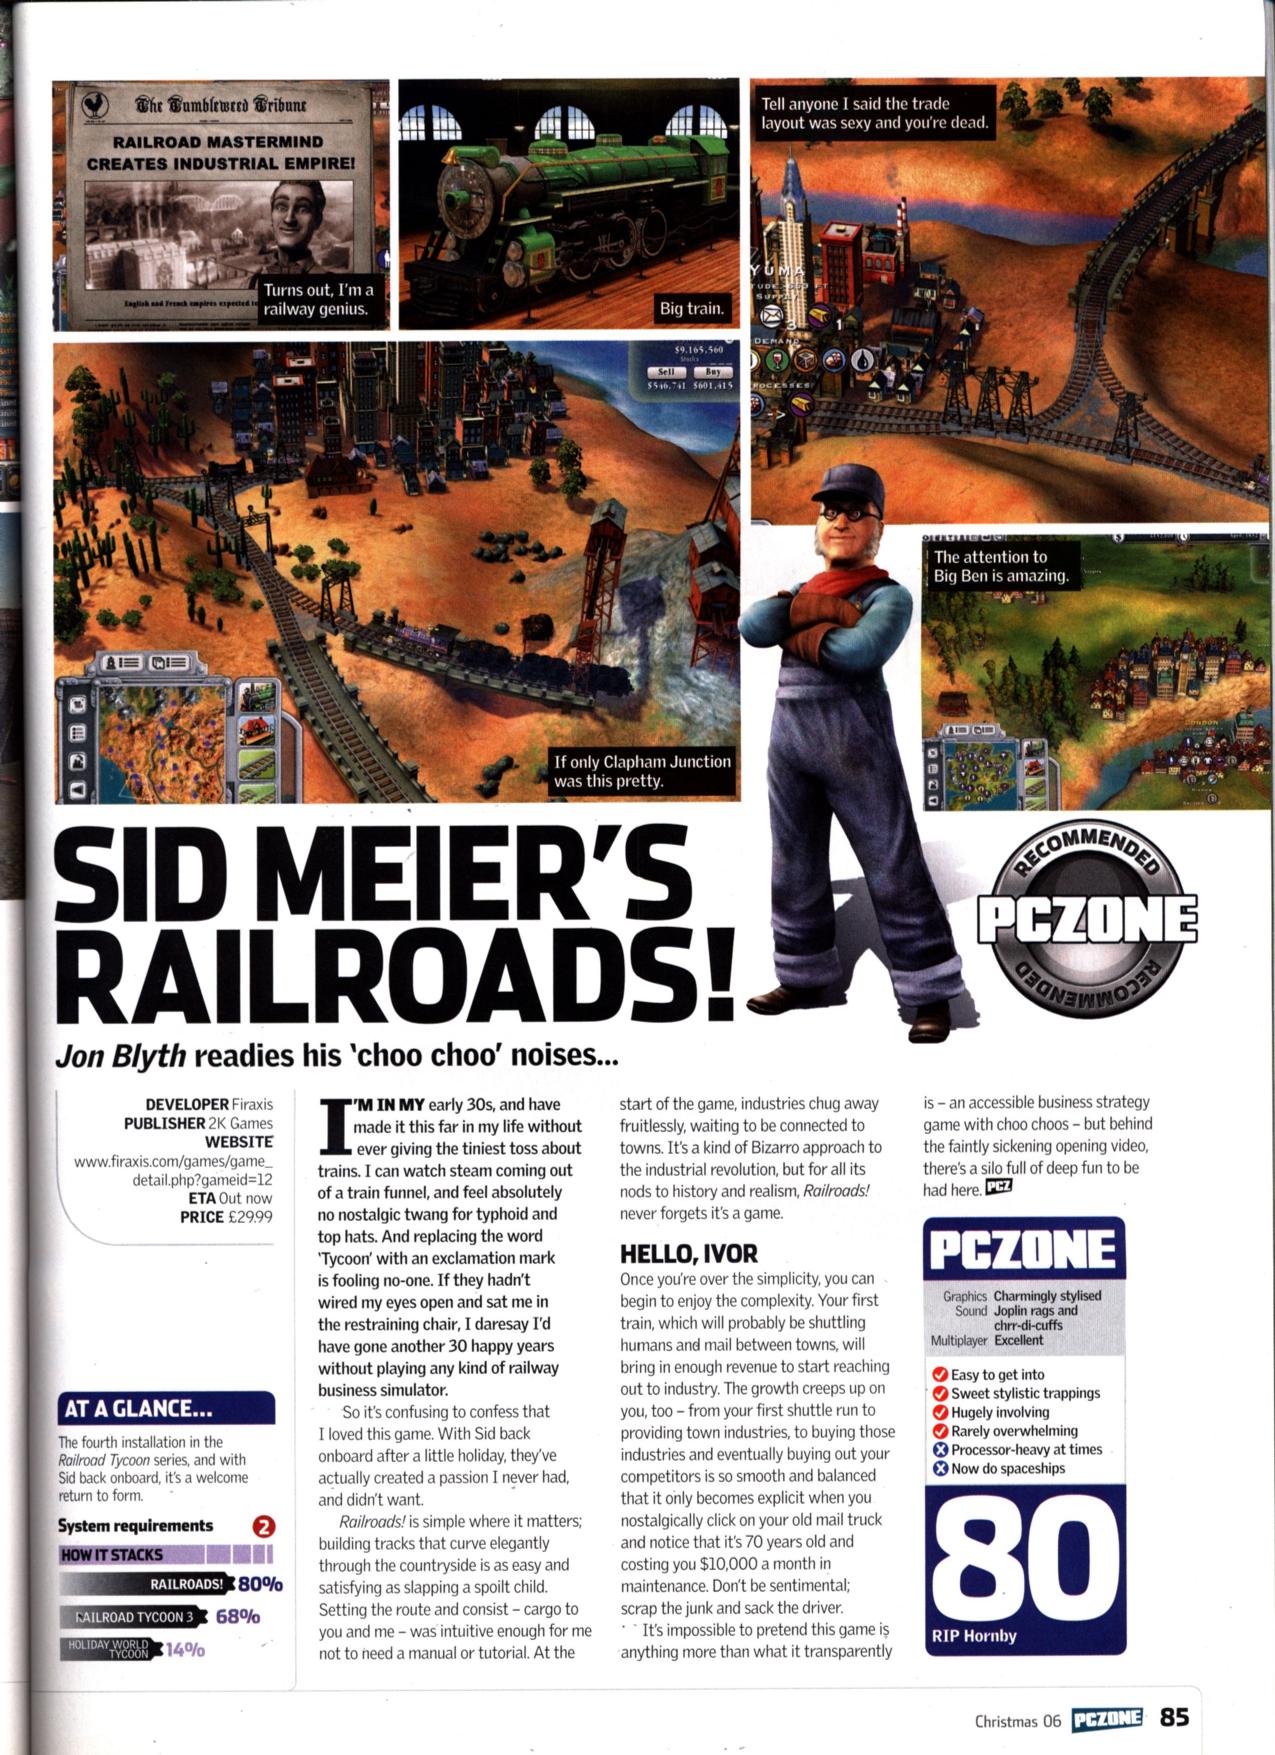 The Tumbleweed Tribune
RAILROAD MASTERMIND
CREATES INDUSTRIAL EMPIRE!
English and French empires expected to
Turns out, I'm a
railway genius.
Big train.
Tell anyone I said the trade
layout was sexy and you're dead.
YUMA
SUPPLY
3 1
DEMAND
$9,165,560
Stocks
Sell Buy
$546,741 $601,415
If only Clapham Junction
was this pretty.
The attention to
Big Ben is amazing.
LONDON
SID MEIER'S
RAILROADS!
RECOMMENDED
PCZONE
RECOMMENDED
Jon Blyth readies his 'choo choo' noises...
DEVELOPER Firaxis
PUBLISHER 2K Games
WEBSITE
www.firaxis.com/games/game_
detail.php?gameid=12
ETA Out now
PRICE £29.99
AT A GLANCE...
The fourth installation in the
Railroad Tycoon series, and with
Sid back onboard, it's a welcome
return to form.
System requirements 2
HOW IT STACKS
RAILROADS! 80%
RAILROAD TYCOON 3 68%
HOLIDAY WORLD
TYCOON 14%
I'M IN MY early 30s, and have
made it this far in my life without
ever giving the tiniest toss about
trains. I can watch steam coming out
of a train funnel, and feel absolutely
no nostalgic twang for typhoid and
top hats. And replacing the word
'Tycoon' with an exclamation mark
is fooling no-one. If they hadn't
wired my eyes open and sat me in
the restraining chair, I daresay I'd
have gone another 30 happy years
without playing any kind of railway
business simulator.
So it's confusing to confess that
I loved this game. With Sid back
onboard after a little holiday, they've
actually created a passion I never had,
and didn't want.
Railroads! is simple where it matters;
building tracks that curve elegantly
through the countryside is as easy and
satisfying as slapping a spoilt child.
Setting the route and consist – cargo to
you and me – was intuitive enough for me
not to need a manual or tutorial. At the
start of the game, industries chug away
fruitlessly, waiting to be connected to
towns. It's a kind of Bizarro approach to
the industrial revolution, but for all its
nods to history and realism, Railroads!
never forgets it's a game.
HELLO, IVOR
Once you're over the simplicity, you can
begin to enjoy the complexity. Your first
train, which will probably be shuttling
humans and mail between towns, will
bring in enough revenue to start reaching
out to industry. The growth creeps up on
you, too – from your first shuttle run to
providing town industries, to buying those
industries and eventually buying out your
competitors is so smooth and balanced
that it only becomes explicit when you
nostalgically click on your old mail truck
and notice that it's 70 years old and
costing you $10,000 a month in
maintenance. Don't be sentimental;
scrap the junk and sack the driver.
It's impossible to pretend this game is
anything more than what it transparently
is – an accessible business strategy
game with choo choos – but behind
the faintly sickening opening video,
there's a silo full of deep fun to be
had here. PCZ
PCZONE
Graphics Charmingly stylised
Sound Joplin rags and
chrr-di-cuffs
Multiplayer Excellent
Easy to get into
Sweet stylistic trappings
Hugely involving
Rarely overwhelming
Processor-heavy at times
Now do spaceships
80
RIP Hornby
Christmas 06 PCZONE 85